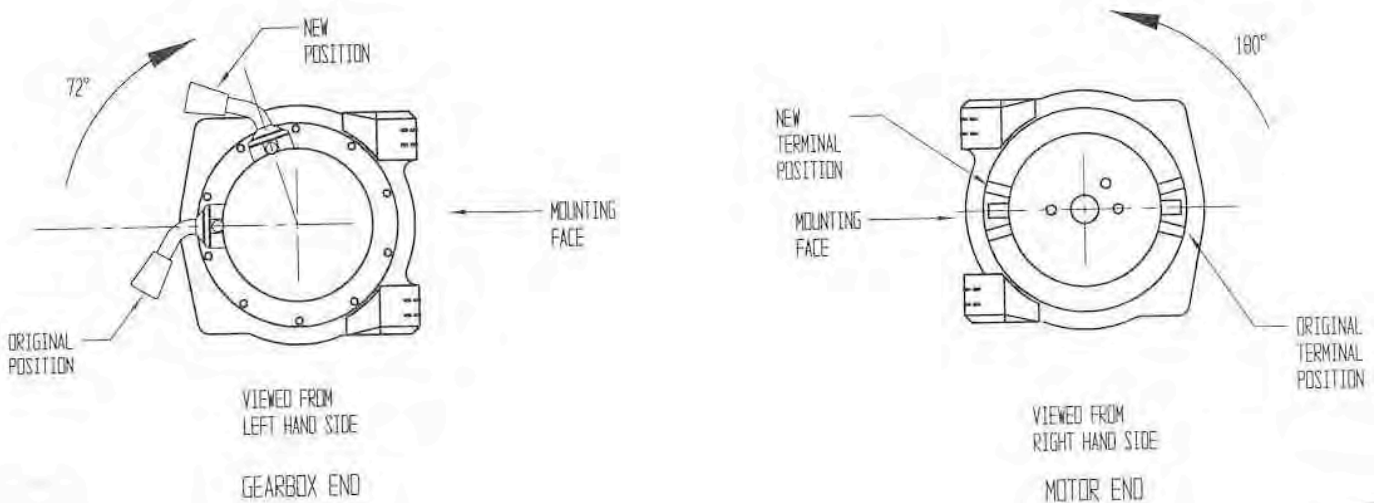 72°
NEW
POSITION
MOUNTING
FACE
ORIGINAL
POSITION
VIEWED FROM
LEFT HAND SIDE
GEARBOX END
180°
NEW
TERMINAL
POSITION
MOUNTING
FACE
ORIGINAL
TERMINAL
POSITION
VIEWED FROM
RIGHT HAND SIDE
MOTOR END